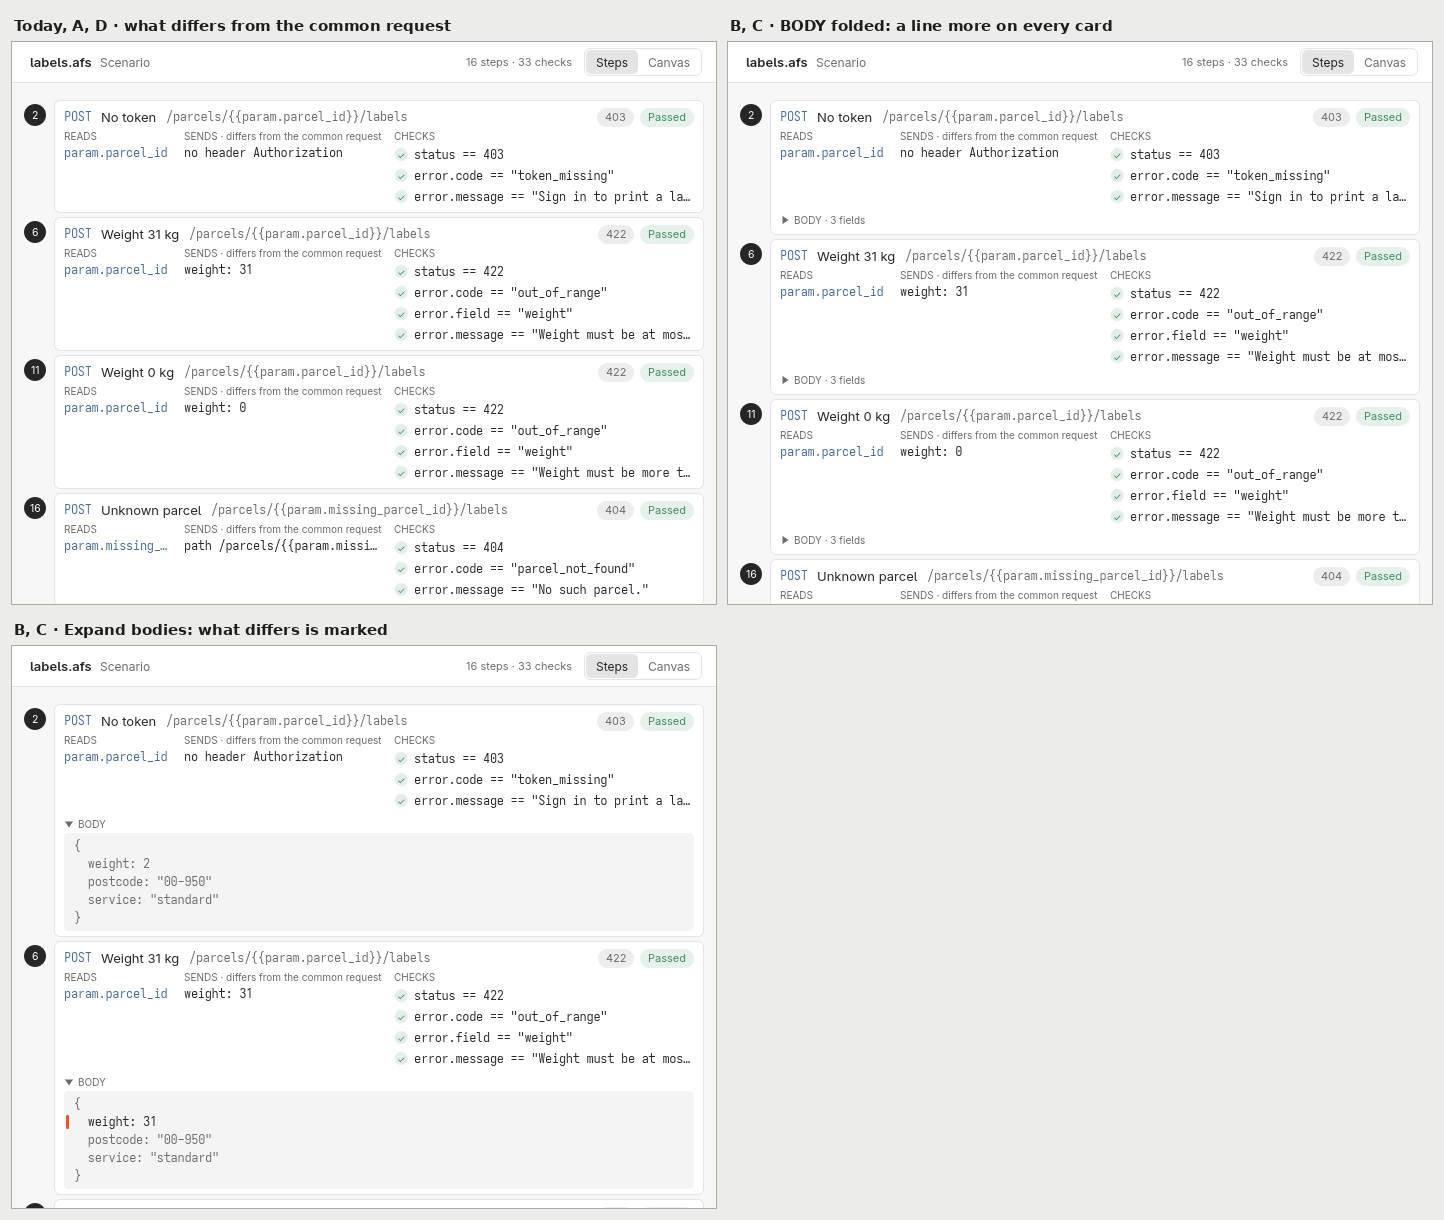 Today, A, D · what differs from the common request
labels.afs Scenario 16 steps · 33 checks Steps Canvas
2 POST No token /parcels/{{param.parcel_id}}/labels 403 Passed
READS SENDS · differs from the common request CHECKS
param.parcel_id no header Authorization status == 403
error.code == "token_missing"
error.message == "Sign in to print a la…
6 POST Weight 31 kg /parcels/{{param.parcel_id}}/labels 422 Passed
READS SENDS · differs from the common request CHECKS
param.parcel_id weight: 31 status == 422
error.code == "out_of_range"
error.field == "weight"
error.message == "Weight must be at mos…
11 POST Weight 0 kg /parcels/{{param.parcel_id}}/labels 422 Passed
READS SENDS · differs from the common request CHECKS
param.parcel_id weight: 0 status == 422
error.code == "out_of_range"
error.field == "weight"
error.message == "Weight must be more t…
16 POST Unknown parcel /parcels/{{param.missing_parcel_id}}/labels 404 Passed
READS SENDS · differs from the common request CHECKS
param.missing_… path /parcels/{{param.missi… status == 404
error.code == "parcel_not_found"
error.message == "No such parcel."
B, C · BODY folded: a line more on every card
labels.afs Scenario 16 steps · 33 checks Steps Canvas
2 POST No token /parcels/{{param.parcel_id}}/labels 403 Passed
READS SENDS · differs from the common request CHECKS
param.parcel_id no header Authorization status == 403
error.code == "token_missing"
error.message == "Sign in to print a la…
BODY · 3 fields
6 POST Weight 31 kg /parcels/{{param.parcel_id}}/labels 422 Passed
READS SENDS · differs from the common request CHECKS
param.parcel_id weight: 31 status == 422
error.code == "out_of_range"
error.field == "weight"
error.message == "Weight must be at mos…
BODY · 3 fields
11 POST Weight 0 kg /parcels/{{param.parcel_id}}/labels 422 Passed
READS SENDS · differs from the common request CHECKS
param.parcel_id weight: 0 status == 422
error.code == "out_of_range"
error.field == "weight"
error.message == "Weight must be more t…
BODY · 3 fields
16 POST Unknown parcel /parcels/{{param.missing_parcel_id}}/labels 404 Passed
READS SENDS · differs from the common request CHECKS
B, C · Expand bodies: what differs is marked
labels.afs Scenario 16 steps · 33 checks Steps Canvas
2 POST No token /parcels/{{param.parcel_id}}/labels 403 Passed
READS SENDS · differs from the common request CHECKS
param.parcel_id no header Authorization status == 403
error.code == "token_missing"
error.message == "Sign in to print a la…
BODY
{
weight: 2
postcode: "00-950"
service: "standard"
}
6 POST Weight 31 kg /parcels/{{param.parcel_id}}/labels 422 Passed
READS SENDS · differs from the common request CHECKS
param.parcel_id weight: 31 status == 422
error.code == "out_of_range"
error.field == "weight"
error.message == "Weight must be at mos…
BODY
{
weight: 31
postcode: "00-950"
service: "standard"
}